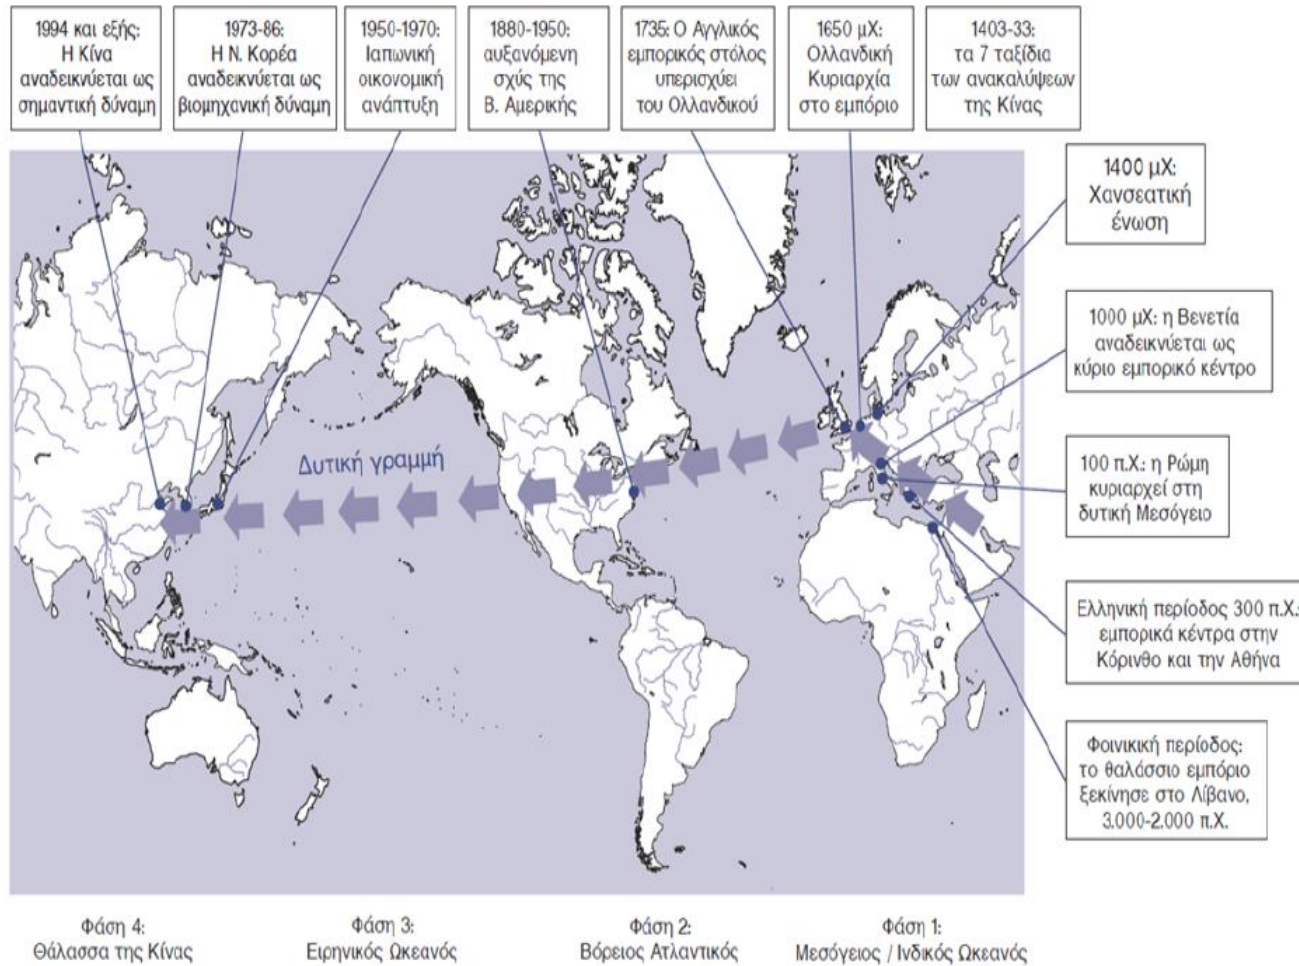 1994 και εξής:
Η Κίνα
αναδεικνύεται ως
σημαντική δύναμη
1973-86:
Η Ν. Κορέα
αναδεικνύεται ως
βιομηχανική δύναμη
1950-1970:
Ιαπωνική
οικονομική
ανάπτυξη
1880-1950:
αυξανόμενη
σχύς της
Β. Αμερικής
1735: Ο Αγγλικός
εμπορικός στόλος
υπερισχύει
του Ολλανδικού
1650 μΧ:
Ολλανδική
Κυριαρχία
στο εμπόριο
1403-33:
τα 7 ταξίδια
των ανακαλύψεων
της Κίνας
1400 μΧ:
Χανσεατική
ένωση
1000 μΧ: η Βενετία
αναδεικνύεται ως
κύριο εμπορικό κέντρο
100 π.Χ.: η Ρώμη
κυριαρχεί στη
δυτική Μεσόγειο
Ελληνική περίοδος 300 π.Χ.:
εμπορικά κέντρα στην
Κόρινθο και την Αθήνα
Φοινικική περίοδος:
το θαλάσσιο εμπόριο
ξεκίνησε στο Λίβανο,
3.000-2.000 π.Χ.
Δυτική γραμμή
Φάση 4:
Θάλασσα της Κίνας
Φάση 3:
Ειρηνικός Ωκεανός
Φάση 2:
Βόρειος Ατλαντικός
Φάση 1:
Μεσόγειος / Ινδικός Ωκεανός